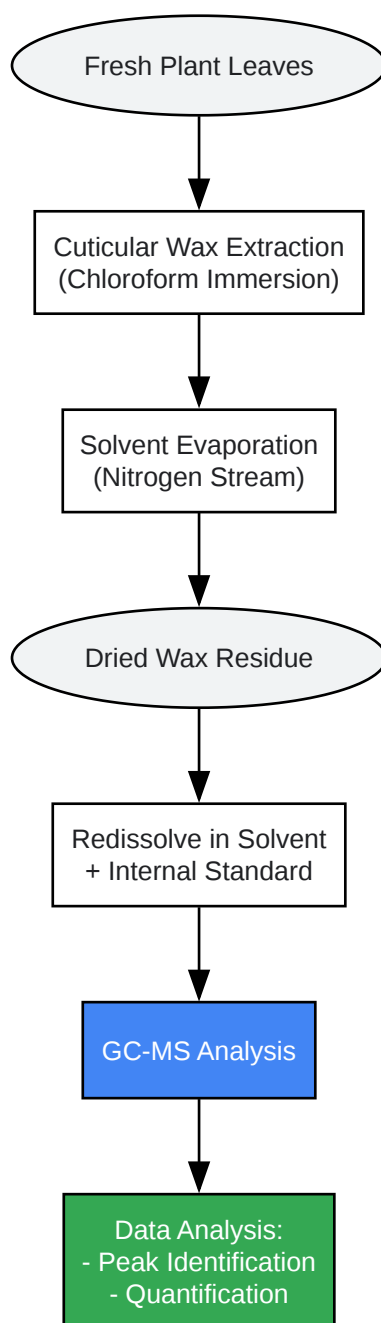 Fresh Plant Leaves
Cuticular Wax Extraction
(Chloroform Immersion)
Solvent Evaporation
(Nitrogen Stream)
Dried Wax Residue
Redissolve in Solvent
+ Internal Standard
GC-MS Analysis
Data Analysis:
- Peak Identification
- Quantification